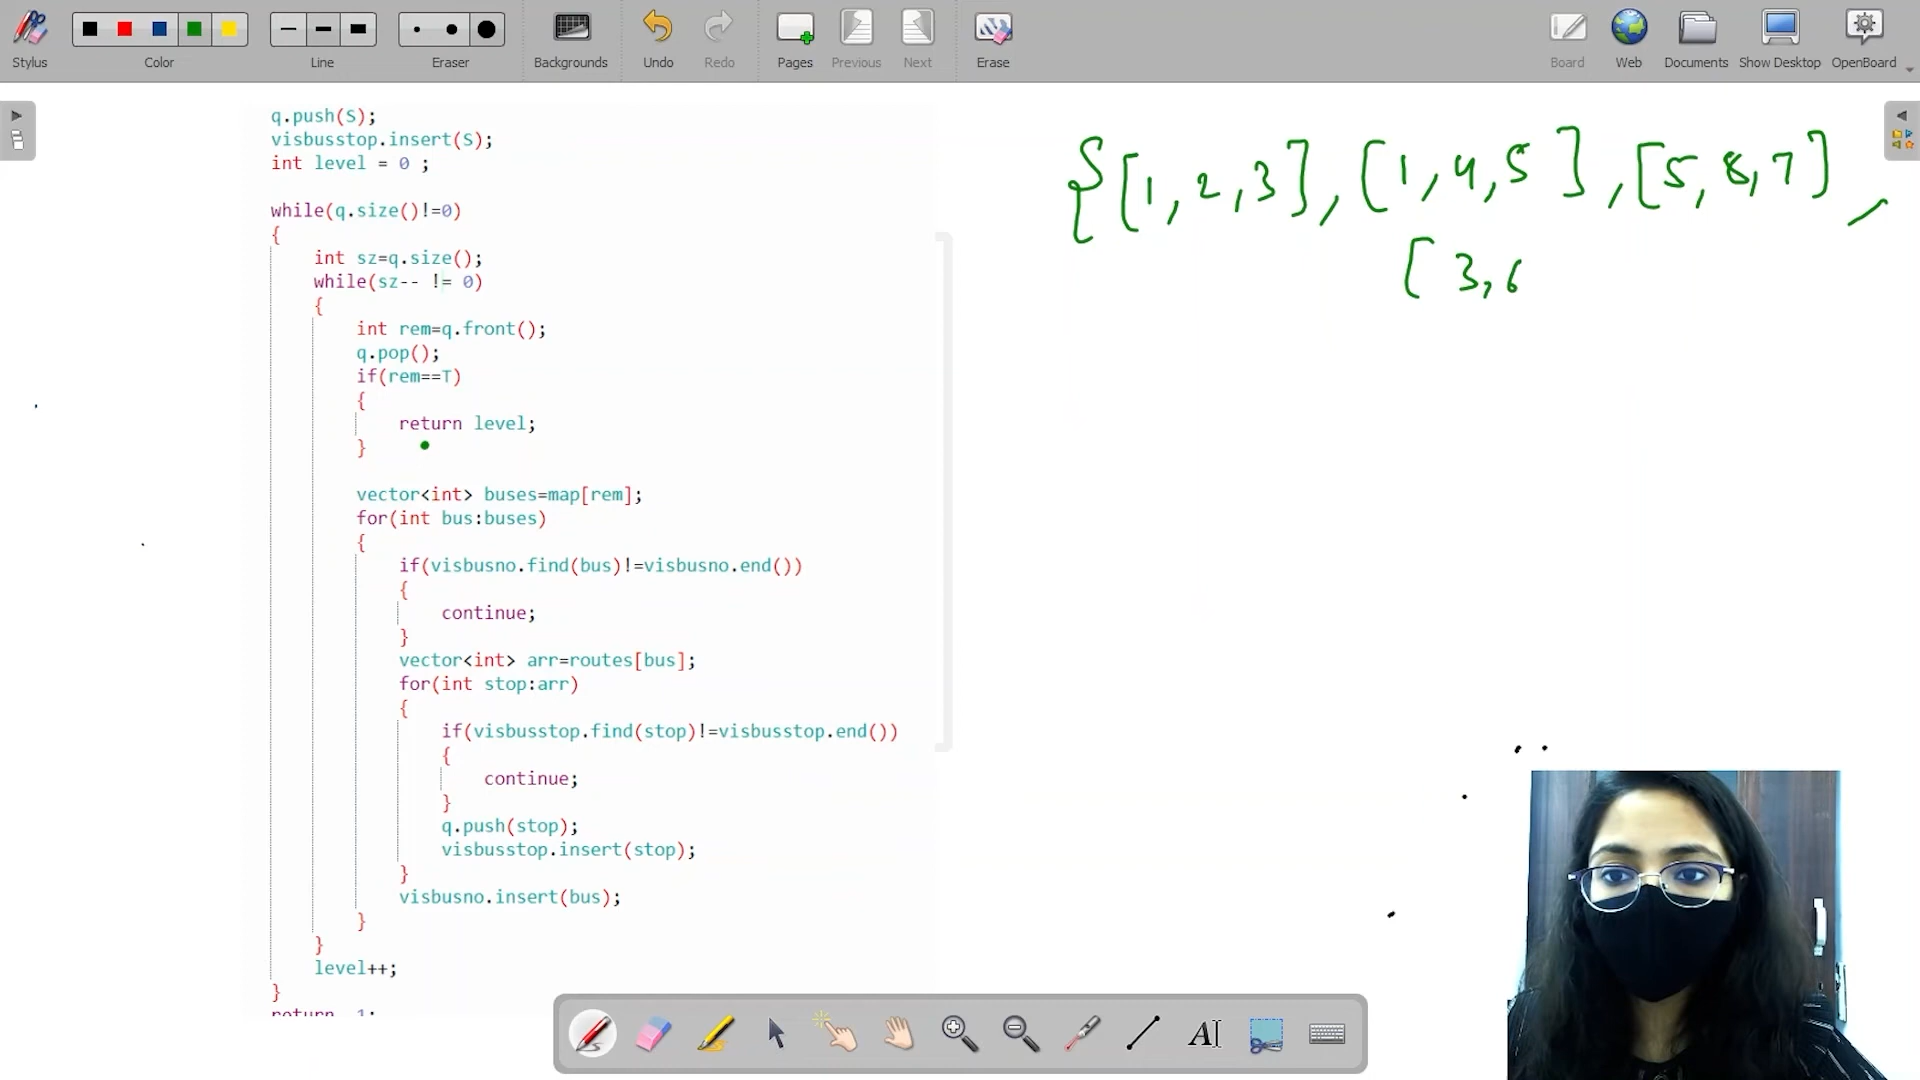 Stylus
Color
Line
Eraser
Backgrounds
Undo
Redo
Pages
Previous
Next
Erase
Board
Web
Documents
Show Desktop
OpenBoard
q.push(S);
visbusstop.insert(S);
int level = 0 ;
while(q.size()!=0)
{
int sz=q.size();
while(sz-- != 0)
{
int rem=q.front();
q.pop();
if(rem==T)
{
return level;
}
vector<int> buses=map[rem];
for(int bus:buses)
{
if(visbusno.find(bus)!=visbusno.end())
{
continue;
}
vector<int> arr=routes[bus];
for(int stop:arr)
{
if(visbusstop.find(stop)!=visbusstop.end())
{
continue;
}
q.push(stop);
visbusstop.insert(stop);
}
visbusno.insert(bus);
}
}
level++;
}
{[1,2,3],[1,4,5],[5,8,7],
[3,6